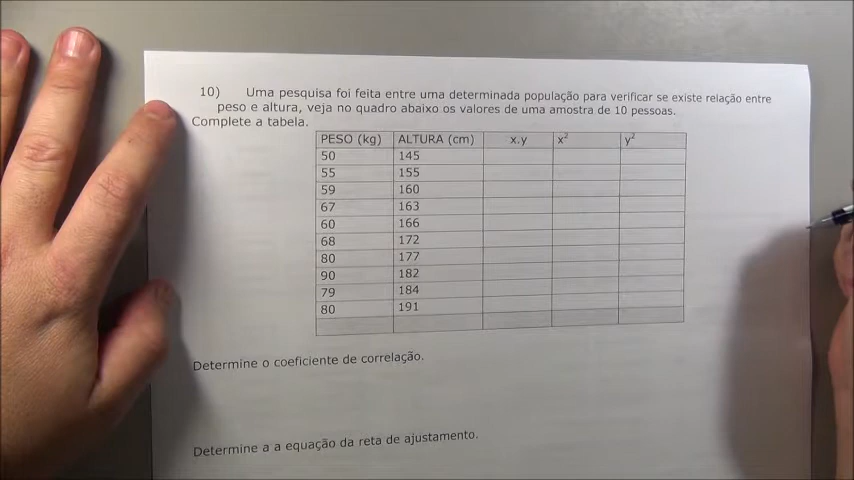 10) Uma pesquisa foi feita entre uma determinada população para verificar se existe relação entre
peso e altura, veja no quadro abaixo os valores de uma amostra de 10 pessoas.
Complete a tabela.
PESO (kg) ALTURA (cm) x.y x² y²
50 145
55 155
59 160
67 163
60 166
68 172
80 177
90 182
79 184
80 191
Determine o coeficiente de correlação.
Determine a a equação da reta de ajustamento.